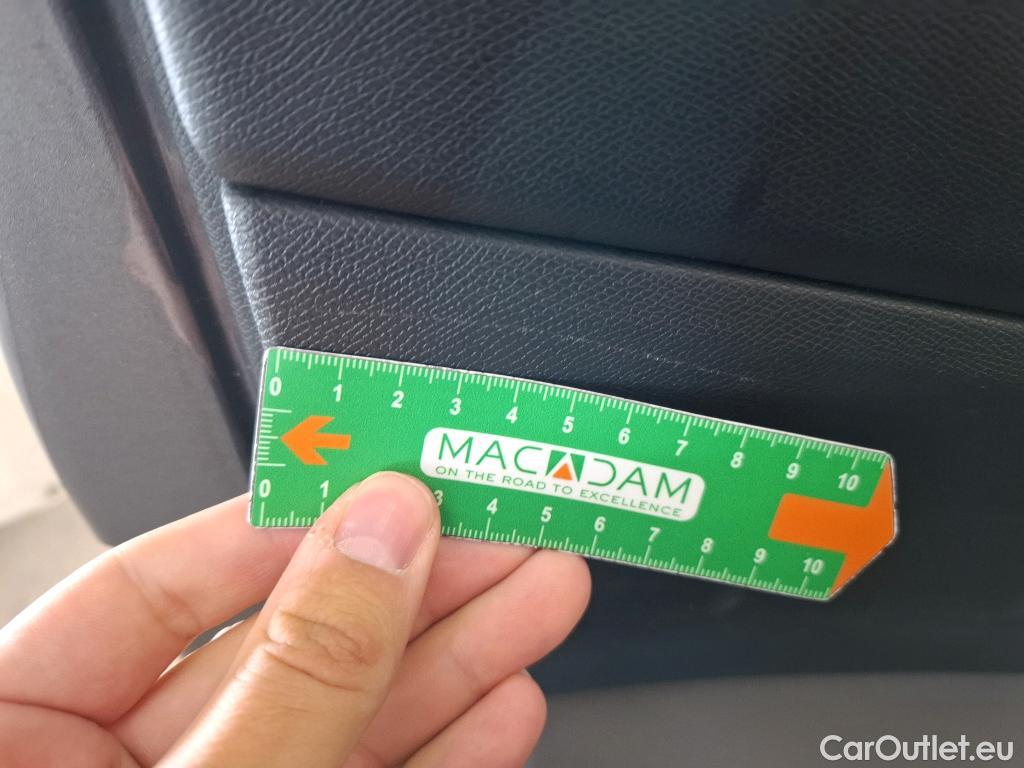 0 1 2 3 4 5 6 7 8 9 10
MACADAM
ON THE ROAD TO EXCELLENCE
0 1 3 4 5 6 7 8 9 10
CarOutlet.eu